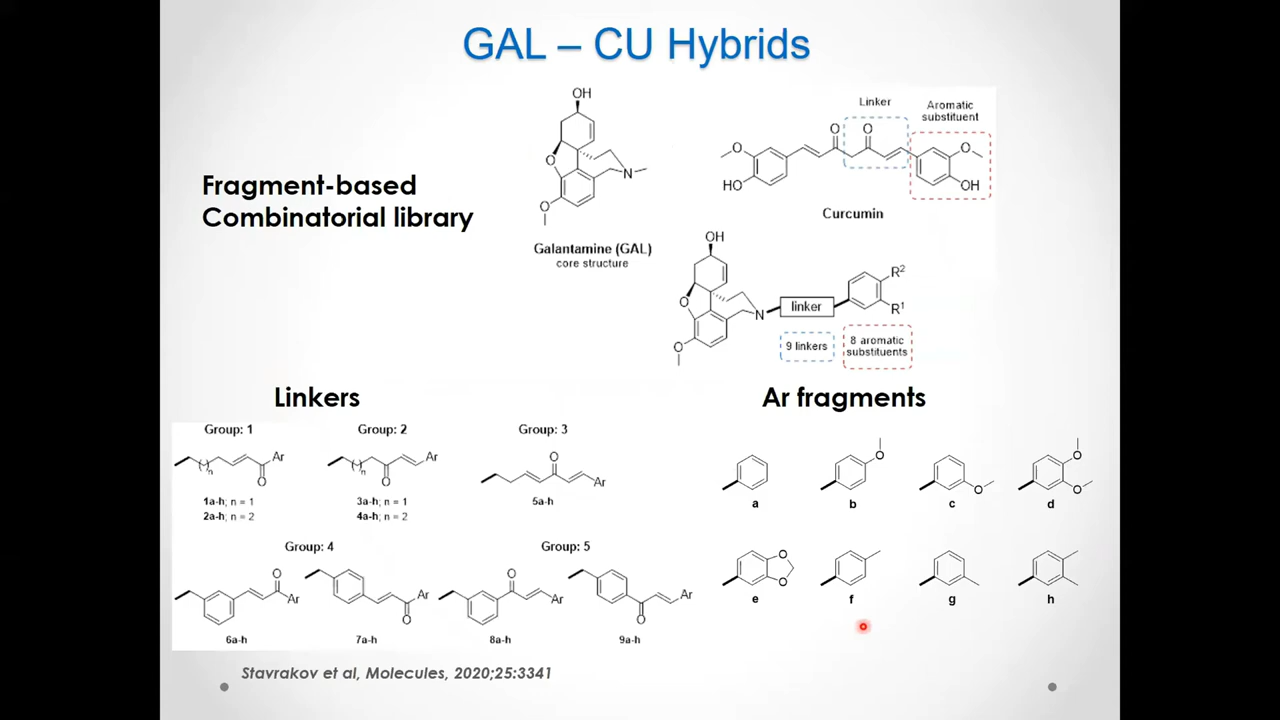 GAL – CU Hybrids
Fragment-based
Combinatorial library
OH
O
N
O
Galantamine (GAL)
core structure
Linker
Aromatic
substituent
O
O
O
O
HO
OH
Curcumin
OH
O
N
O
linker
R²
R¹
9 linkers
8 aromatic
substituents
Linkers
Ar fragments
Group: 1
( )n
Ar
O
1a-h; n = 1
2a-h; n = 2
Group: 2
( )n
O
Ar
3a-h; n = 1
4a-h; n = 2
Group: 3
O
Ar
5a-h
Group: 4
O
Ar
6a-h
Ar
O
7a-h
Group: 5
O
Ar
8a-h
Ar
O
9a-h
a
O
b
O
c
O
O
d
O
O
e
f
g
h
Stavrakov et al, Molecules, 2020;25:3341